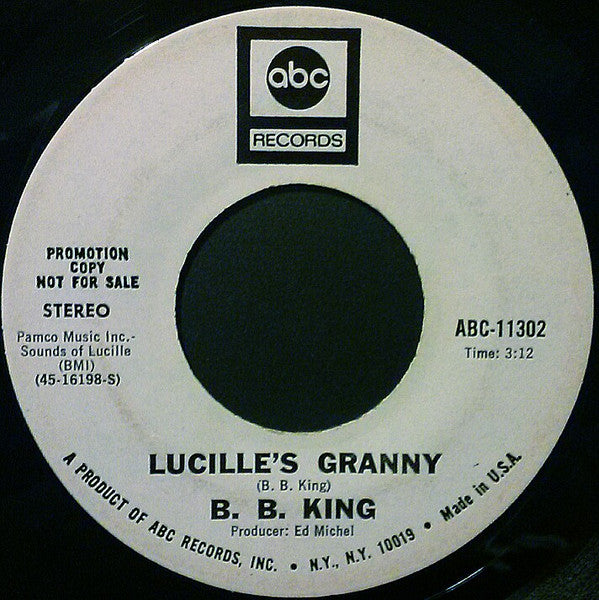 abc
RECORDS
PROMOTION
COPY
NOT FOR SALE
STEREO
Pamco Music Inc.-
Sounds of Lucille
(BMI)
(45-16198-S)
ABC-11302
Time: 3:12
LUCILLE'S GRANNY
(B. B. King)
B. B. KING
Producer: Ed Michel
A PRODUCT OF ABC RECORDS, INC. • N.Y., N.Y. 10019 • Made in U.S.A.